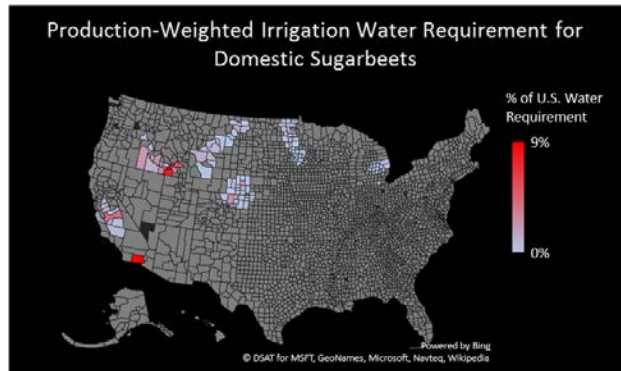 Production-Weighted Irrigation Water Requirement for
Domestic Sugarbeets
% of U.S. Water
Requirement
9%
0%
Powered by Bing
© DSAT for MSFT, GeoNames, Microsoft, Navteq, Wikipedia